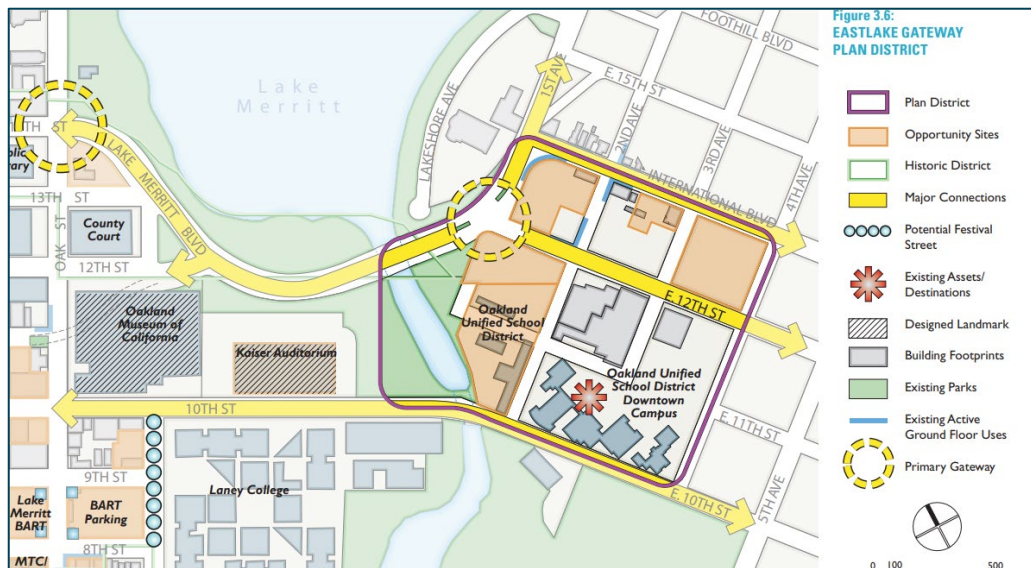 Figure 3.6:
EASTLAKE GATEWAY
PLAN DISTRICT
Plan District
Opportunity Sites
Historic District
Major Connections
Potential Festival
Street
Existing Assets/
Destinations
Designed Landmark
Building Footprints
Existing Parks
Existing Active
Ground Floor Uses
Primary Gateway
0 100 500
Lake
Merritt
FOOTHILL BLVD
E. 15TH ST
1ST AVE
2ND AVE
3RD AVE
4TH AVE
5TH AVE
LAKESHORE AVE
INTERNATIONAL BLVD
LAKE MERRITT BLVD
ST
13TH ST
OAK ST
County
Court
12TH ST
Oakland
Museum of
California
Kaiser Auditorium
Oakland
Unified School
District
E. 12TH ST
Oakland Unified
School District
Downtown
Campus
E. 11TH ST
10TH ST
E. 10TH ST
9TH ST
Laney College
Lake
Merritt
BART
BART
Parking
8TH ST
MTC/